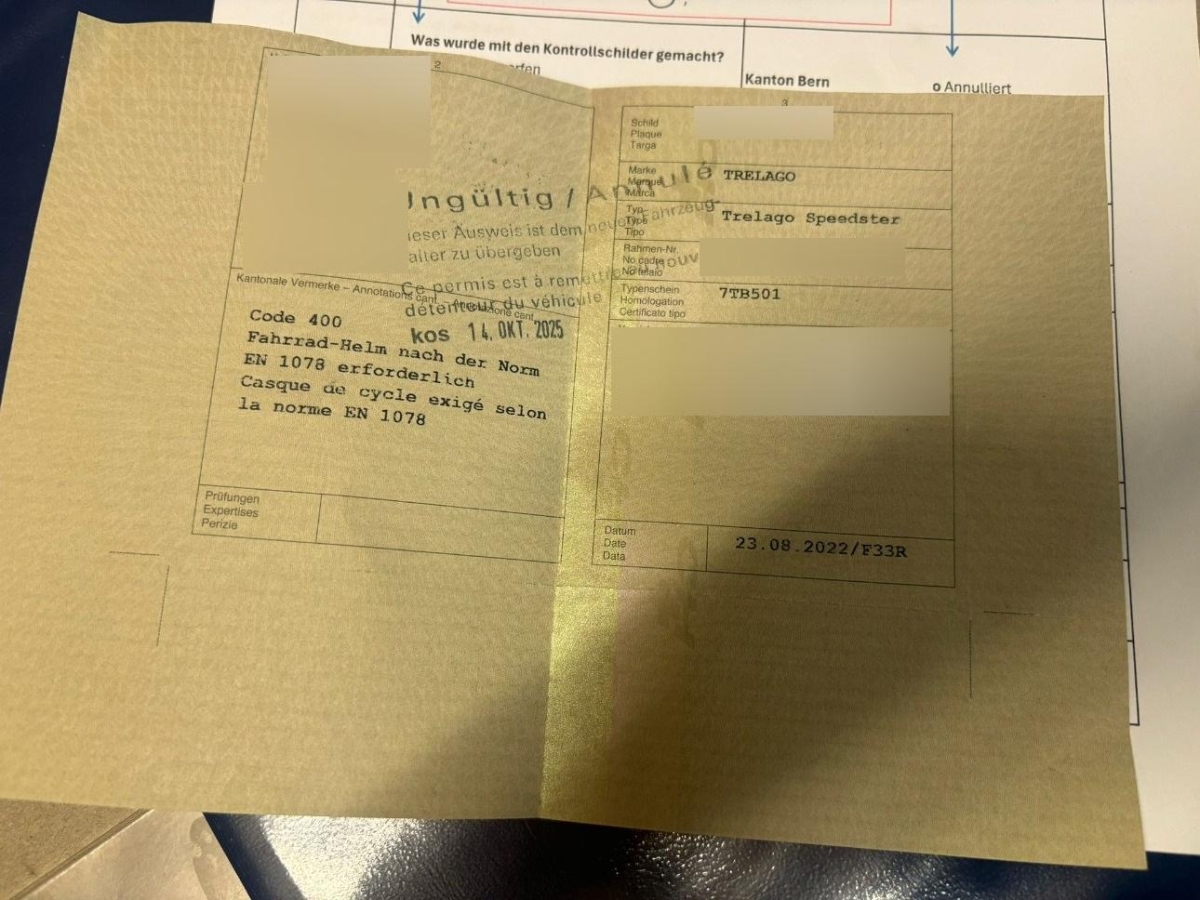 Was wurde mit den Kontrollschilder gemacht?
Kanton Bern
o Annulliert
2
3
Schild
Plaque
Targa
Marke
Marque
Marca
TRELAGO
Typ
Type
Tipo
Trelago Speedster
Rahmen-Nr.
No cadre
No telaio
Typenschein
Homologation
Certificato tipo
7TB501
Ungültig / Annulé
ieser Ausweis ist dem neuen Fahrzeug-
alter zu übergeben
Ce permis est à remettre au nouv
détenteur du véhicule
kos 14. OKT. 2025
Kantonale Vermerke – Annotations cant.
Code 400
Fahrrad-Helm nach der Norm
EN 1078 erforderlich
Casque de cycle exigé selon
la norme EN 1078
Prüfungen
Expertises
Perizie
Datum
Date
Data
23.08.2022/F33R